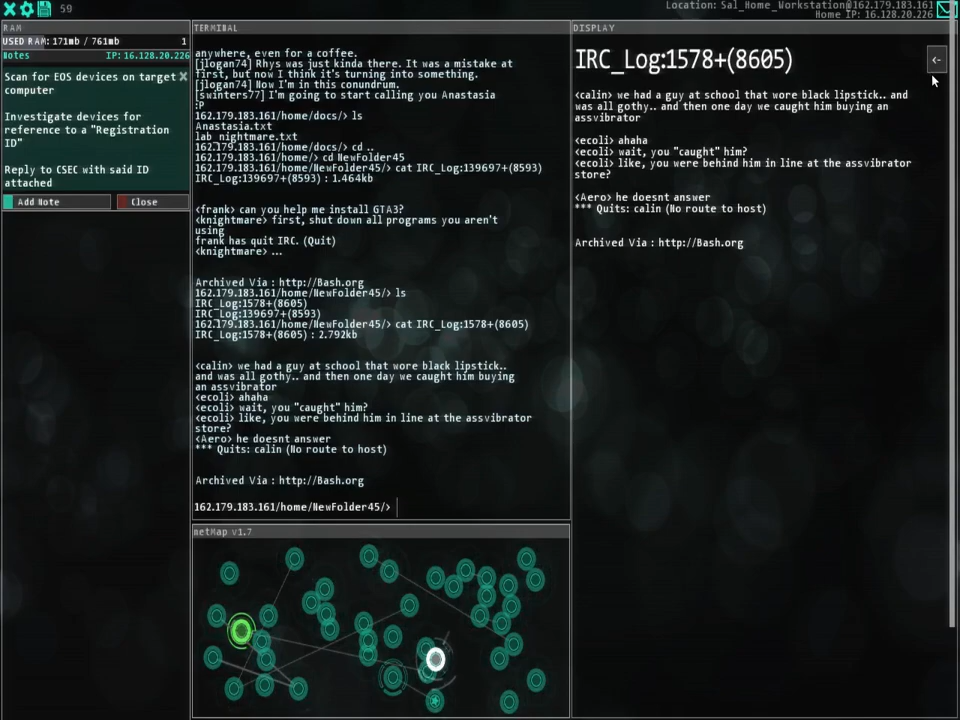 59
Location: Sal_Home_Workstation@162.179.183.161
Home IP: 16.128.20.226
RAM
USED RAM: 171mb / 761mb 1
Notes IP: 16.128.20.226
Scan for EOS devices on target
computer
Investigate devices for
reference to a "Registration
ID"
Reply to CSEC with said ID
attached
Add Note Close
TERMINAL
anywhere, even for a coffee.
[jlogan74] Rhys was just kinda there. It was a mistake at
first, but now I think it's turning into something.
[jlogan74] Now I'm in this conundrum.
[swinters77] I'm going to start calling you Anastasia
:P
162.179.183.161/home/docs/> ls
Anastasia.txt
lab_nightmare.txt
162.179.183.161/home/docs/> cd ..
162.179.183.161/home/> cd NewFolder45
162.179.183.161/home/NewFolder45/> cat IRC_Log:139697+(8593)
IRC_Log:139697+(8593) : 1.464kb
<frank> can you help me install GTA3?
<knightmare> first, shut down all programs you aren't
using
frank has quit IRC. (Quit)
<knightmare> ...
Archived Via : http://Bash.org
162.179.183.161/home/NewFolder45/> ls
IRC_Log:1578+(8605)
IRC_Log:139697+(8593)
162.179.183.161/home/NewFolder45/> cat IRC_Log:1578+(8605)
IRC_Log:1578+(8605) : 2.792kb
<calin> we had a guy at school that wore black lipstick..
and was all gothy.. and then one day we caught him buying
an assvibrator
<ecoli> ahaha
<ecoli> wait, you "caught" him?
<ecoli> like, you were behind him in line at the assvibrator
store?
<Aero> he doesnt answer
*** Quits: calin (No route to host)
Archived Via : http://Bash.org
162.179.183.161/home/NewFolder45/>
netMap v1.7
DISPLAY
IRC_Log:1578+(8605)
<-
<calin> we had a guy at school that wore black lipstick.. and
was all gothy.. and then one day we caught him buying an
assvibrator
<ecoli> ahaha
<ecoli> wait, you "caught" him?
<ecoli> like, you were behind him in line at the assvibrator
store?
<Aero> he doesnt answer
*** Quits: calin (No route to host)
Archived Via : http://Bash.org